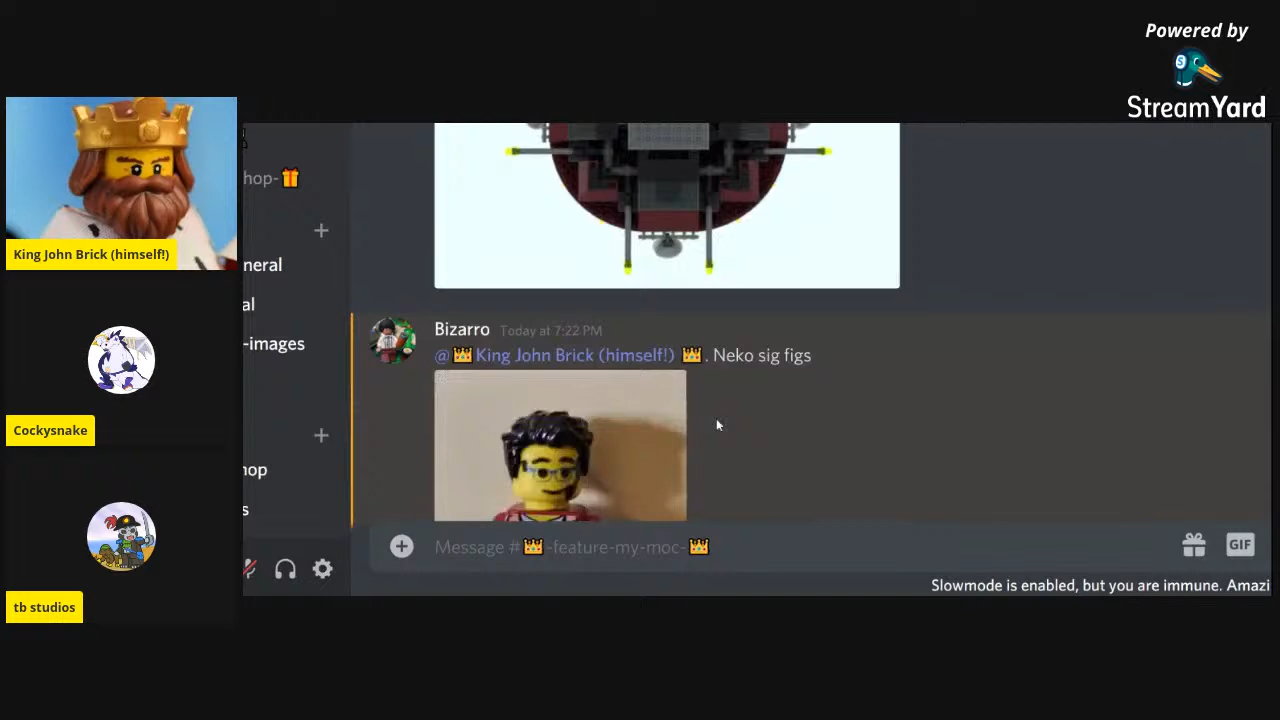 Powered by
StreamYard
King John Brick (himself!)
Cockysnake
tb studios
hop-🎁
+
neral
al
-images
+
hop
s
Bizarro Today at 7:22 PM
@👑King John Brick (himself!) 👑. Neko sig figs
Message #👑-feature-my-moc-👑
GIF
Slowmode is enabled, but you are immune. Amazi